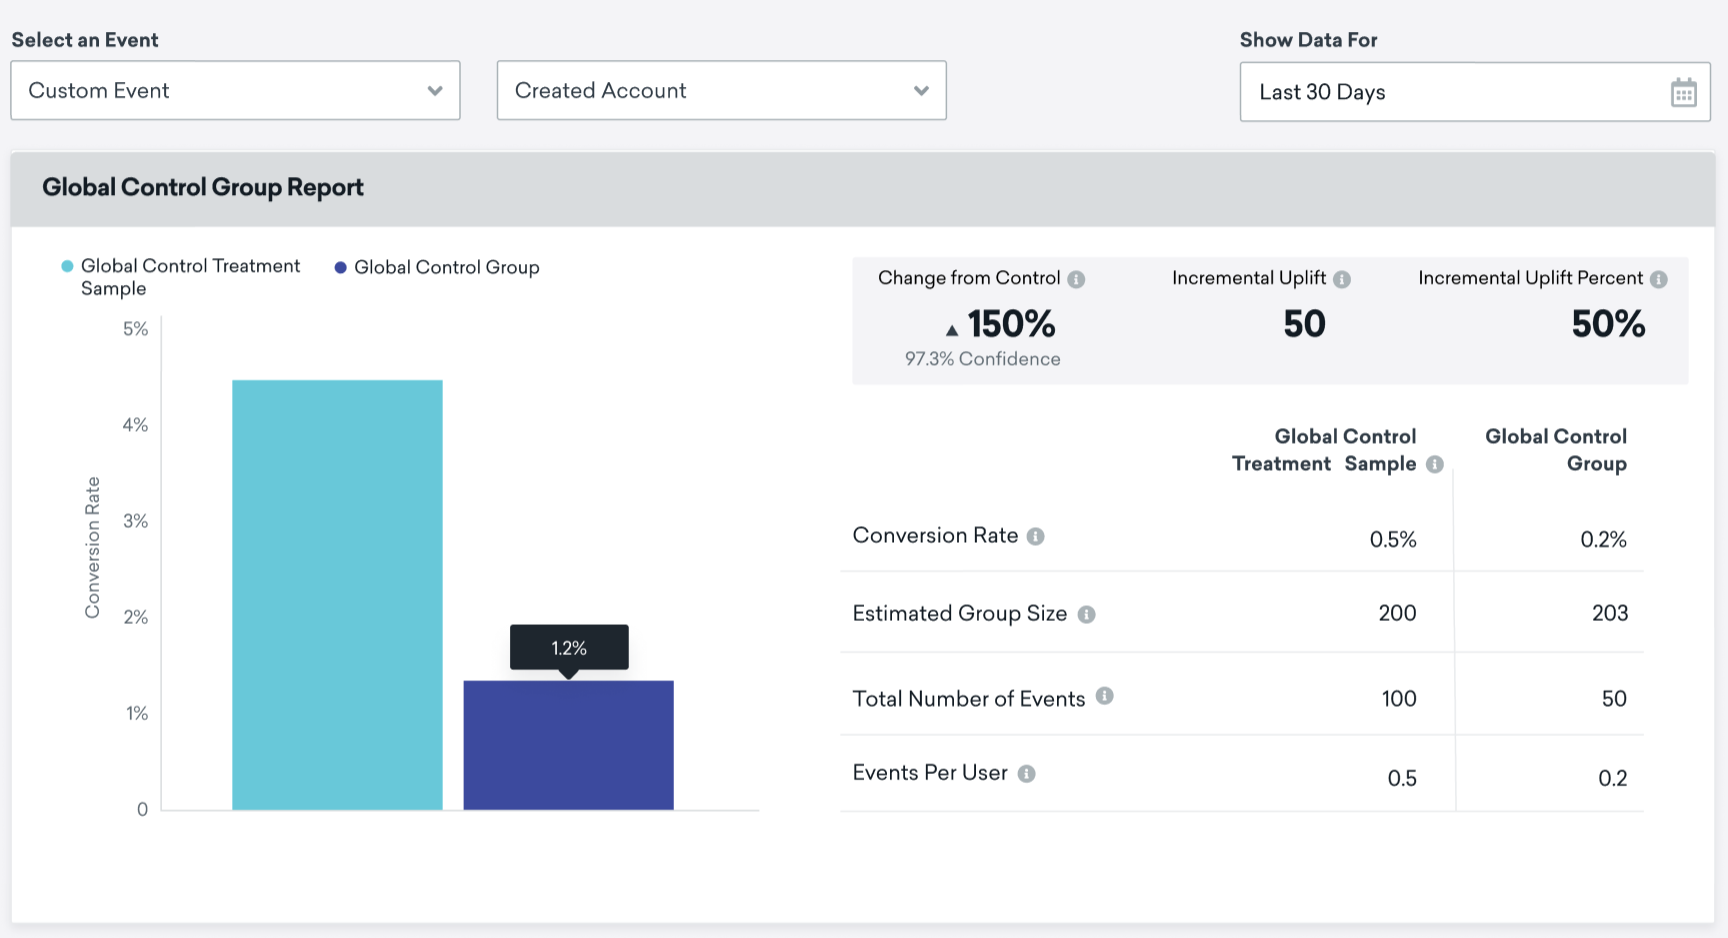 Select an Event
Show Data For
Custom Event
Created Account
Last 30 Days
Global Control Group Report
Global Control Treatment
Sample
Global Control Group
5%
4%
3%
2%
1%
0
Conversion Rate
1.2%
Change from Control
150%
97.3% Confidence
Incremental Uplift
50
Incremental Uplift Percent
50%
Global Control
Treatment Sample
Global Control
Group
Conversion Rate 0.5% 0.2%
Estimated Group Size 200 203
Total Number of Events 100 50
Events Per User 0.5 0.2